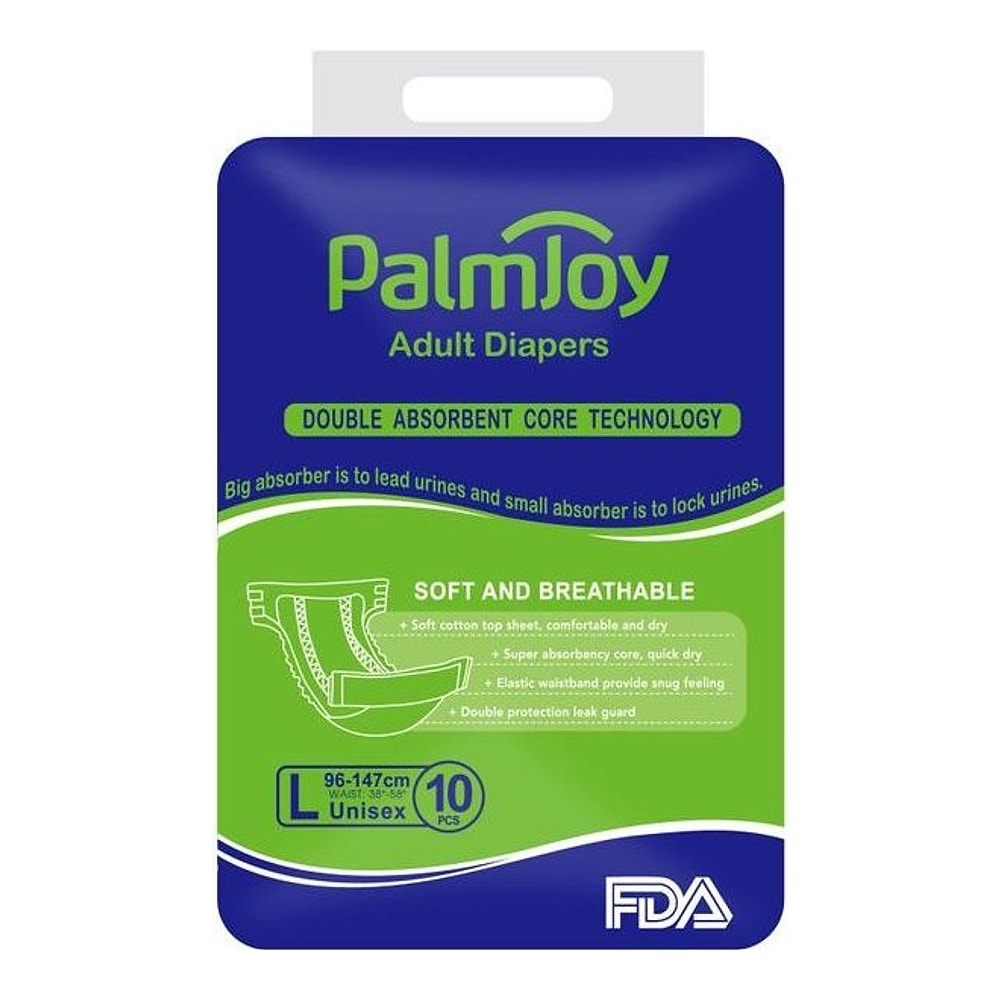 PalmJoy
Adult Diapers
DOUBLE ABSORBENT CORE TECHNOLOGY
Big absorber is to lead urines and small absorber is to lock urines.
SOFT AND BREATHABLE
+ Soft cotton top sheet, comfortable and dry
+ Super absorbency core, quick dry
+ Elastic waistband provide snug feeling
+ Double protection leak guard
L
96-147cm
WAIST: 38"-58"
Unisex
10
PCS
FDA